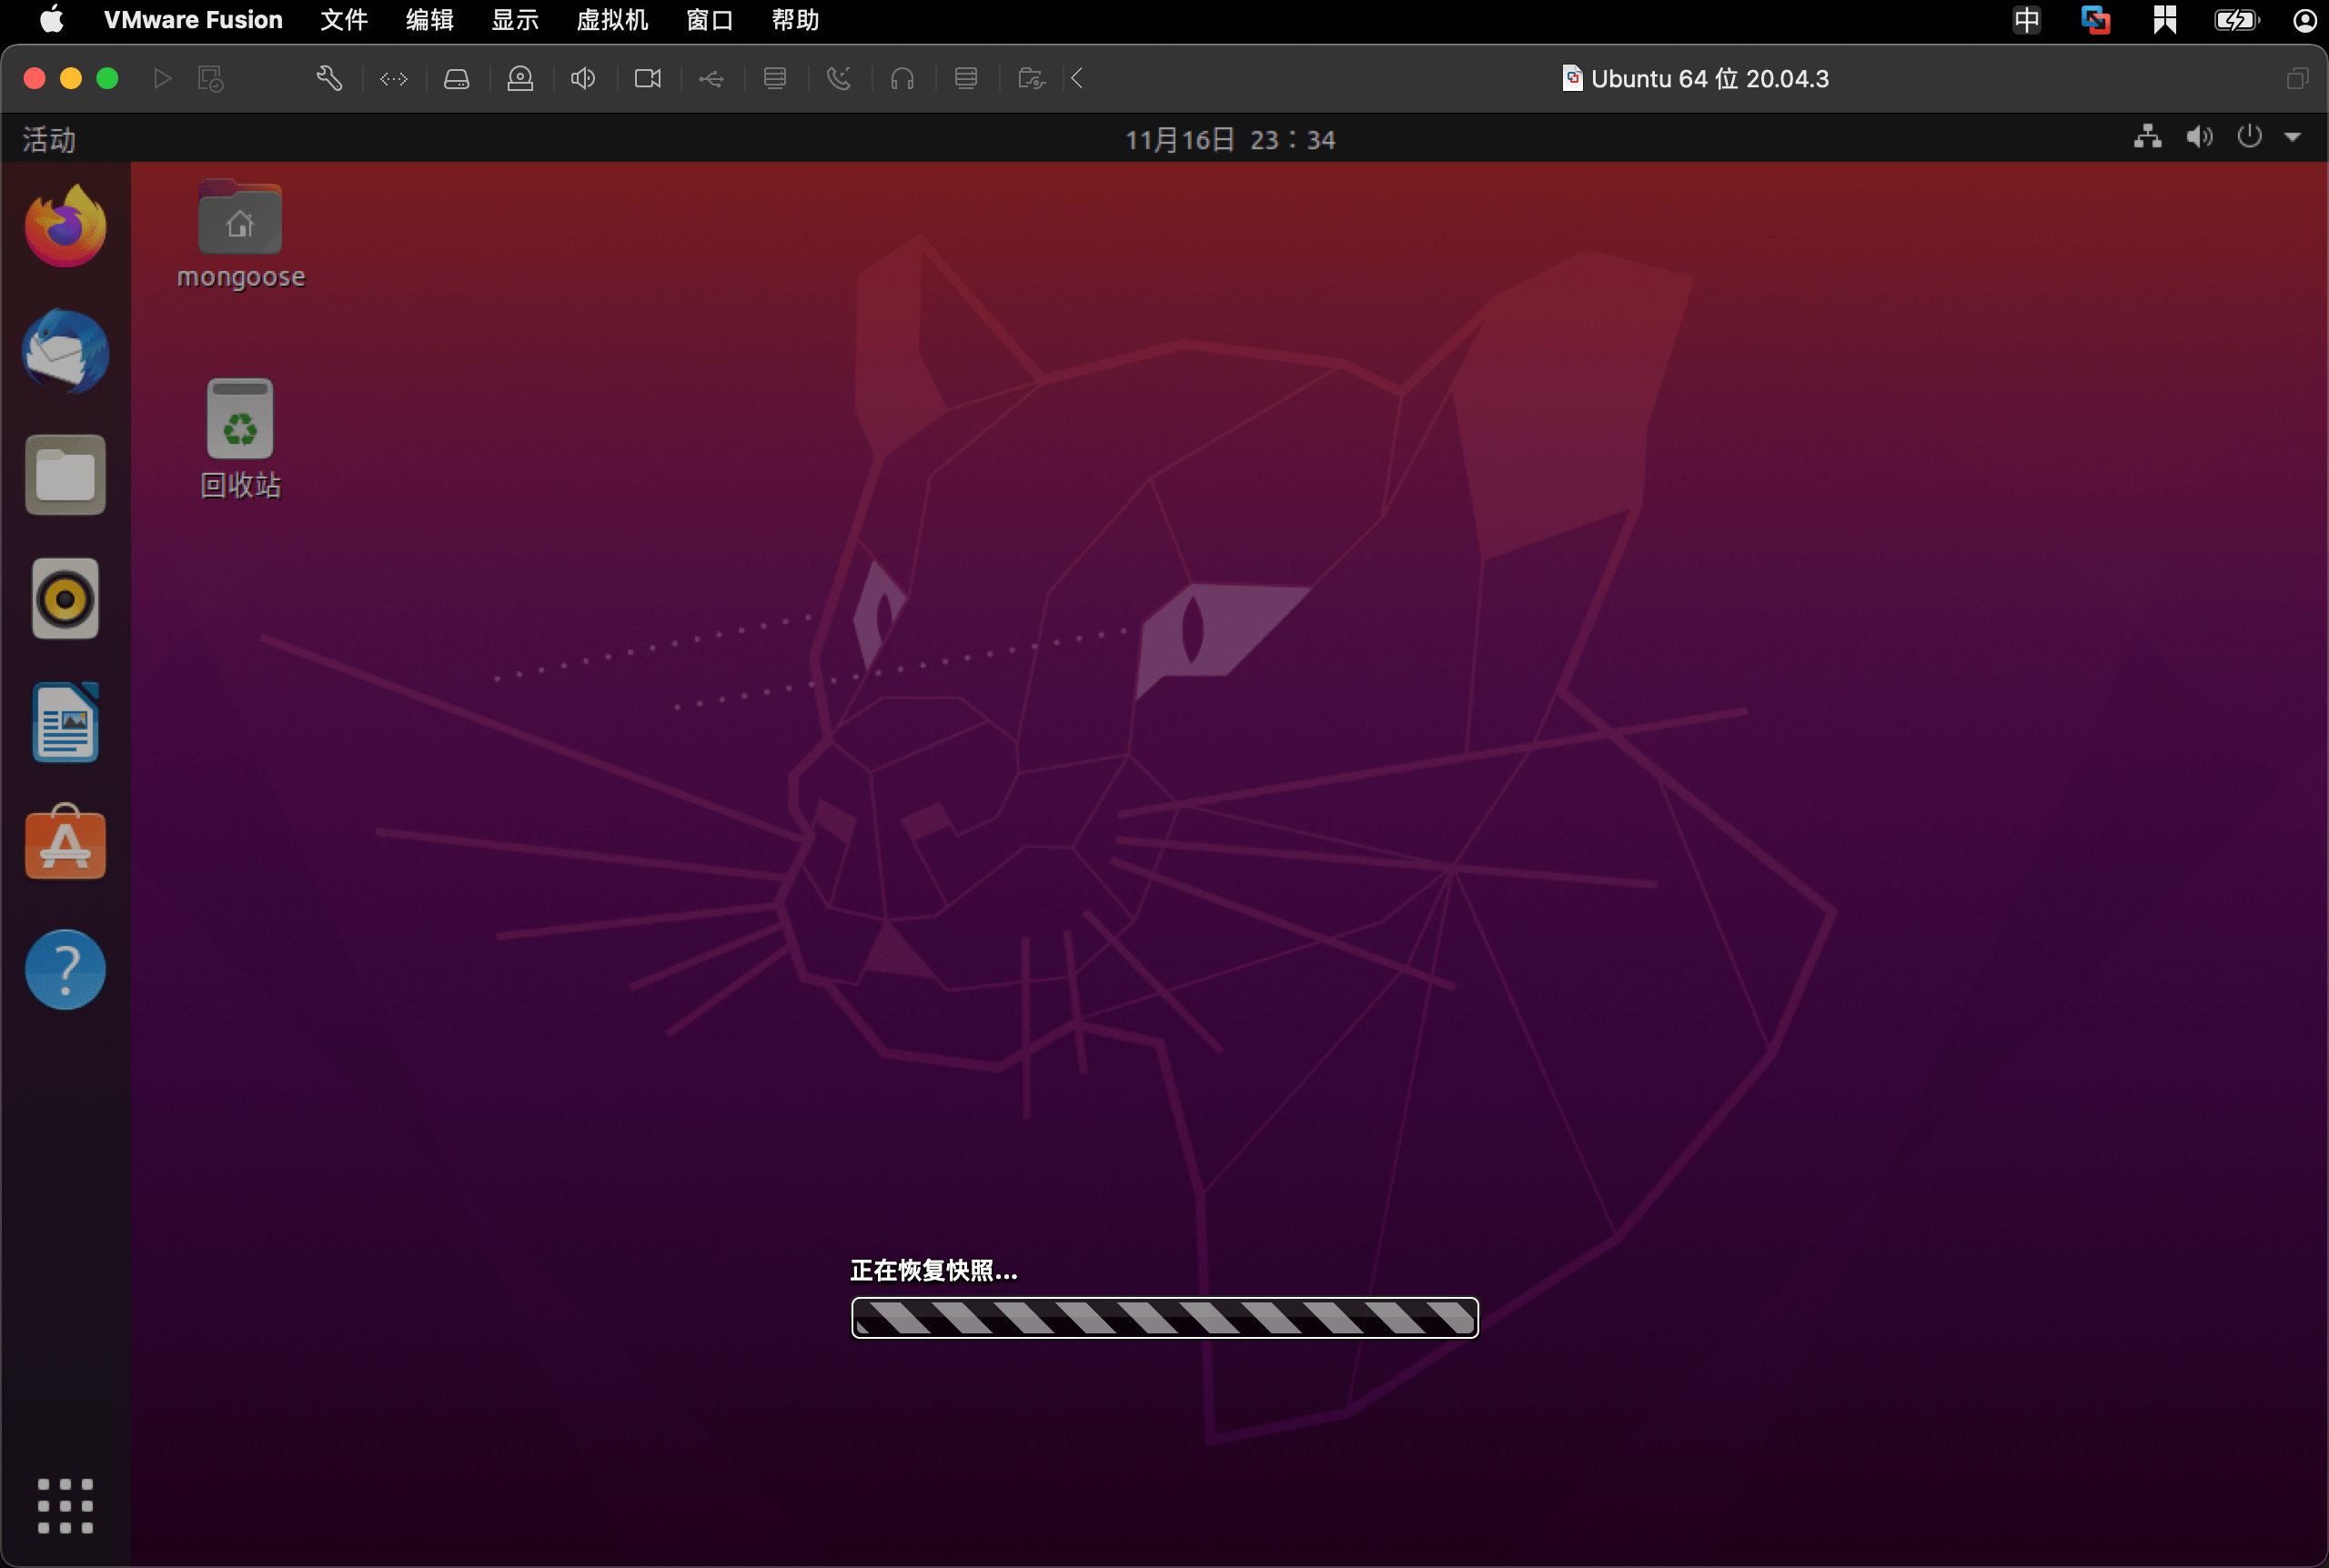 VMware Fusion 文件 编辑 显示 虚拟机 窗口 帮助 中
Ubuntu 64 位 20.04.3
活动 11月16日 23：34
mongoose
回收站
正在恢复快照...